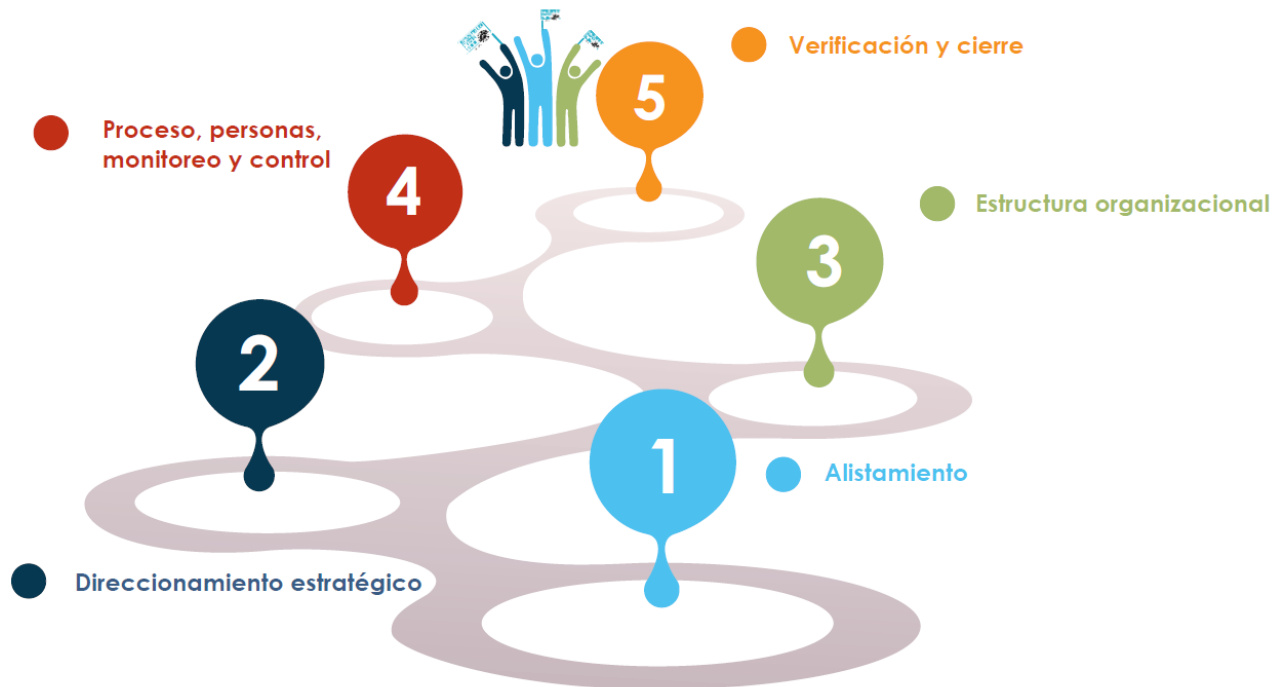 5
Verificación y cierre
Proceso, personas,
monitoreo y control
4
Estructura organizacional
3
2
1
Alistamiento
Direccionamiento estratégico